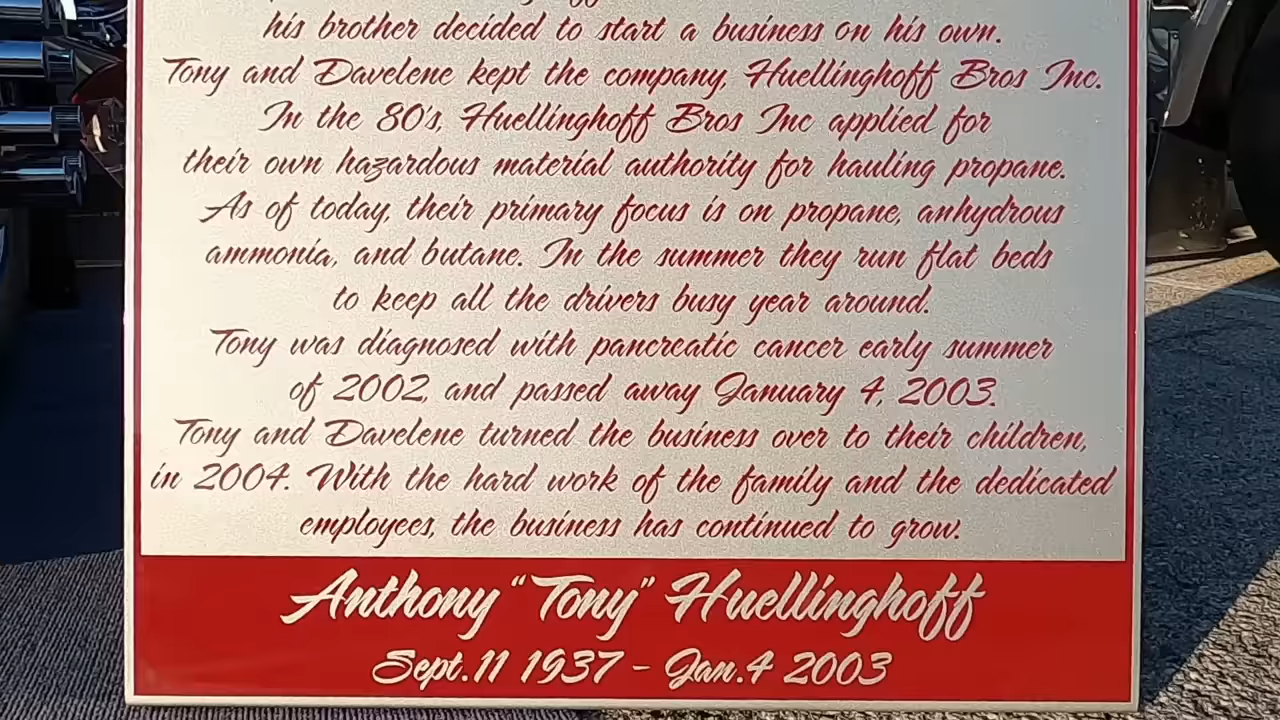 his brother decided to start a business on his own.
Tony and Davelene kept the company, Huellinghoff Bros Inc.
In the 80's, Huellinghoff Bros Inc applied for
their own hazardous material authority for hauling propane.
As of today, their primary focus is on propane, anhydrous
ammonia, and butane. In the summer they run flat beds
to keep all the drivers busy year around.
Tony was diagnosed with pancreatic cancer early summer
of 2002, and passed away January 4, 2003.
Tony and Davelene turned the business over to their children,
in 2004. With the hard work of the family and the dedicated
employees, the business has continued to grow.
Anthony "Tony" Huellinghoff
Sept.11 1937 - Jan.4 2003